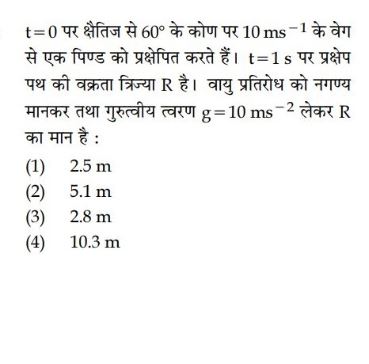 t=0 पर क्षैतिज से 60° के कोण पर 10 ms⁻¹ के वेग
से एक पिण्ड को प्रक्षेपित करते हैं। t=1 s पर प्रक्षेप
पथ की वक्रता त्रिज्या R है। वायु प्रतिरोध को नगण्य
मानकर तथा गुरुत्वीय त्वरण g=10 ms⁻² लेकर R
का मान है :
(1) 2.5 m
(2) 5.1 m
(3) 2.8 m
(4) 10.3 m